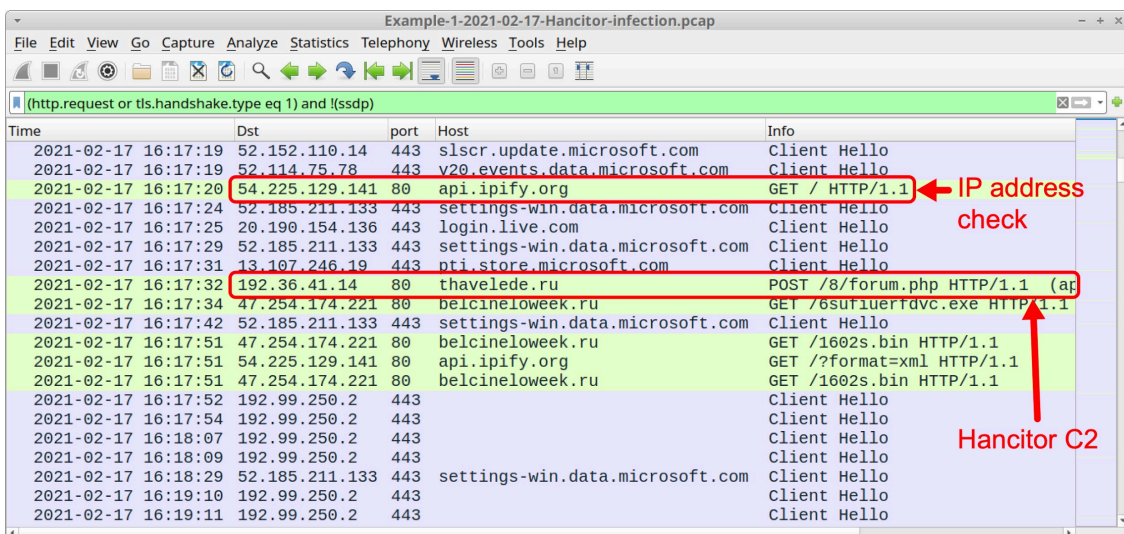 Example-1-2021-02-17-Hancitor-infection.pcap
File Edit View Go Capture Analyze Statistics Telephony Wireless Tools Help
(http.request or tls.handshake.type eq 1) and !(ssdp)
Time Dst port Host Info
2021-02-17 16:17:19 52.152.110.14 443 slscr.update.microsoft.com Client Hello
2021-02-17 16:17:19 52.114.75.78 443 v20.events.data.microsoft.com Client Hello
2021-02-17 16:17:20 54.225.129.141 80 api.ipify.org GET / HTTP/1.1 IP address
2021-02-17 16:17:24 52.185.211.133 443 settings-win.data.microsoft.com Client Hello check
2021-02-17 16:17:25 20.190.154.136 443 login.live.com Client Hello
2021-02-17 16:17:29 52.185.211.133 443 settings-win.data.microsoft.com Client Hello
2021-02-17 16:17:31 13.107.246.19 443 pti.store.microsoft.com Client Hello
2021-02-17 16:17:32 192.36.41.14 80 thavelede.ru POST /8/forum.php HTTP/1.1 (ap
2021-02-17 16:17:34 47.254.174.221 80 belcineloweek.ru GET /6sufiuerfdvc.exe HTTP/1.1
2021-02-17 16:17:42 52.185.211.133 443 settings-win.data.microsoft.com Client Hello
2021-02-17 16:17:51 47.254.174.221 80 belcineloweek.ru GET /1602s.bin HTTP/1.1
2021-02-17 16:17:51 54.225.129.141 80 api.ipify.org GET /?format=xml HTTP/1.1
2021-02-17 16:17:51 47.254.174.221 80 belcineloweek.ru GET /1602s.bin HTTP/1.1
2021-02-17 16:17:52 192.99.250.2 443 Client Hello
2021-02-17 16:17:54 192.99.250.2 443 Client Hello
2021-02-17 16:18:07 192.99.250.2 443 Client Hello
2021-02-17 16:18:09 192.99.250.2 443 Client Hello Hancitor C2
2021-02-17 16:18:29 52.185.211.133 443 settings-win.data.microsoft.com Client Hello
2021-02-17 16:19:10 192.99.250.2 443 Client Hello
2021-02-17 16:19:11 192.99.250.2 443 Client Hello